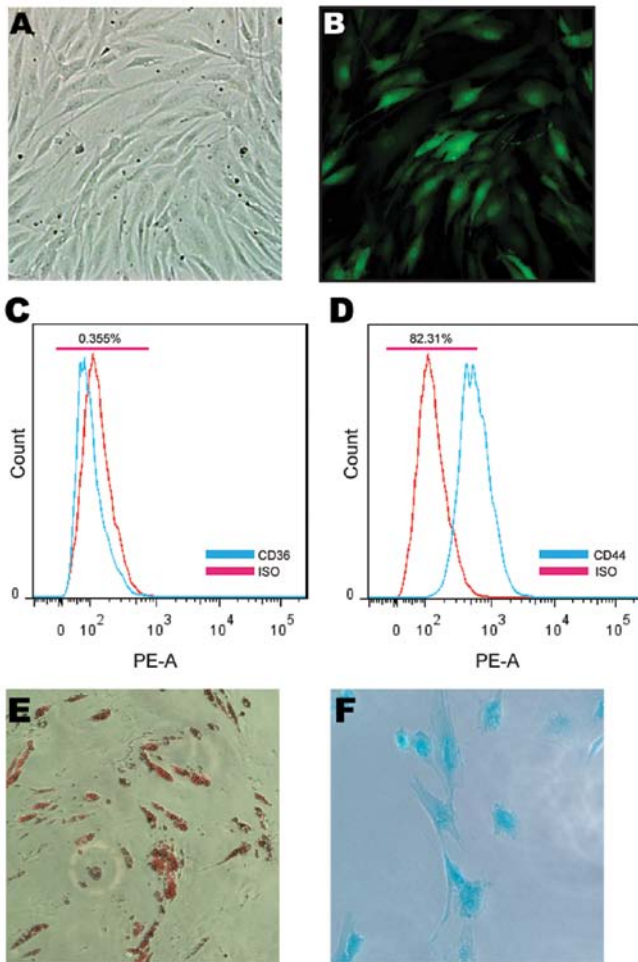 A
B
C
D
0.355%
82.31%
Count
Count
CD36
ISO
CD44
ISO
0
0
0 10² 10³ 10⁴ 10⁵
0 10² 10³ 10⁴ 10⁵
PE-A
PE-A
E
F